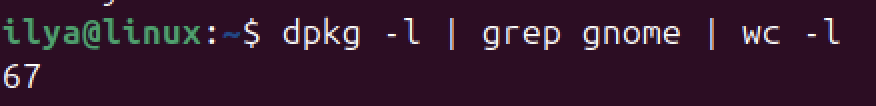 ilya@linux:~$ dpkg -l | grep gnome | wc -l
67